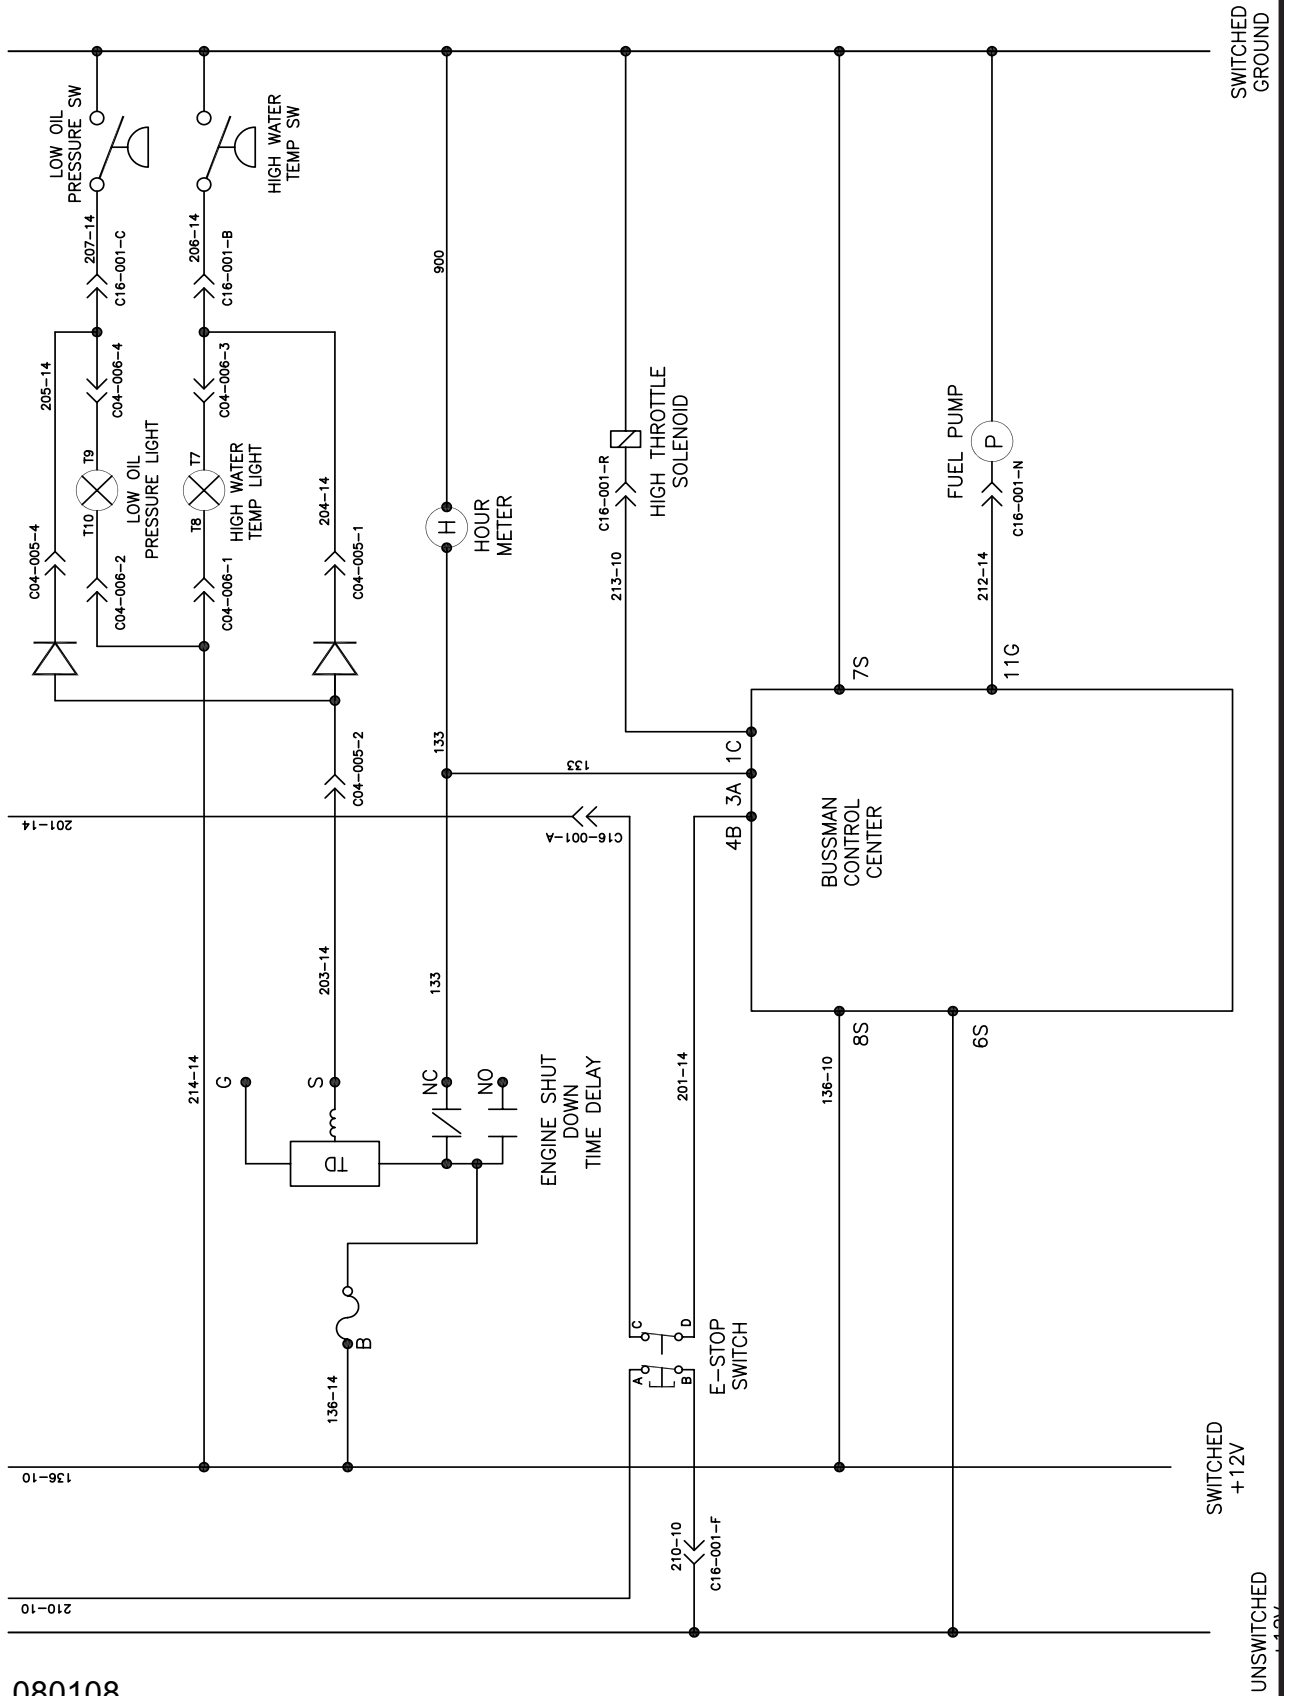 SWITCHED
GROUND
LOW OIL
PRESSURE SW
HIGH WATER
TEMP SW
207-14
206-14
C16-001-C
C16-001-B
900
205-14
C04-006-4
C04-006-3
T9
T7
LOW OIL
PRESSURE LIGHT
HIGH WATER
TEMP LIGHT
T10
T8
204-14
C04-005-4
C04-006-2
C04-006-1
C04-005-1
H
HOUR
METER
C16-001-R
HIGH THROTTLE
SOLENOID
213-10
FUEL PUMP
P
C16-001-N
212-14
7S
11G
133
133
1C
3A
4B
C04-005-2
201-14
C16-001-A
BUSSMAN
CONTROL
CENTER
203-14
133
214-14
G
S
NC
NO
TD
ENGINE SHUT
DOWN
TIME DELAY
201-14
136-10
8S
6S
B
136-14
C
D
A
B
E-STOP
SWITCH
136-10
SWITCHED
+12V
210-10
C16-001-F
210-10
UNSWITCHED
080108